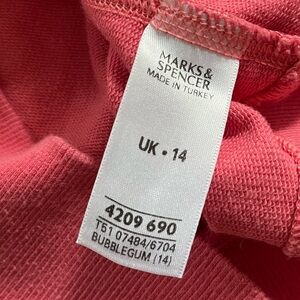 MARKS &
SPENCER
MADE IN TURKEY
UK • 14
4209 690
T61 07484/6704
BUBBLEGUM (14)